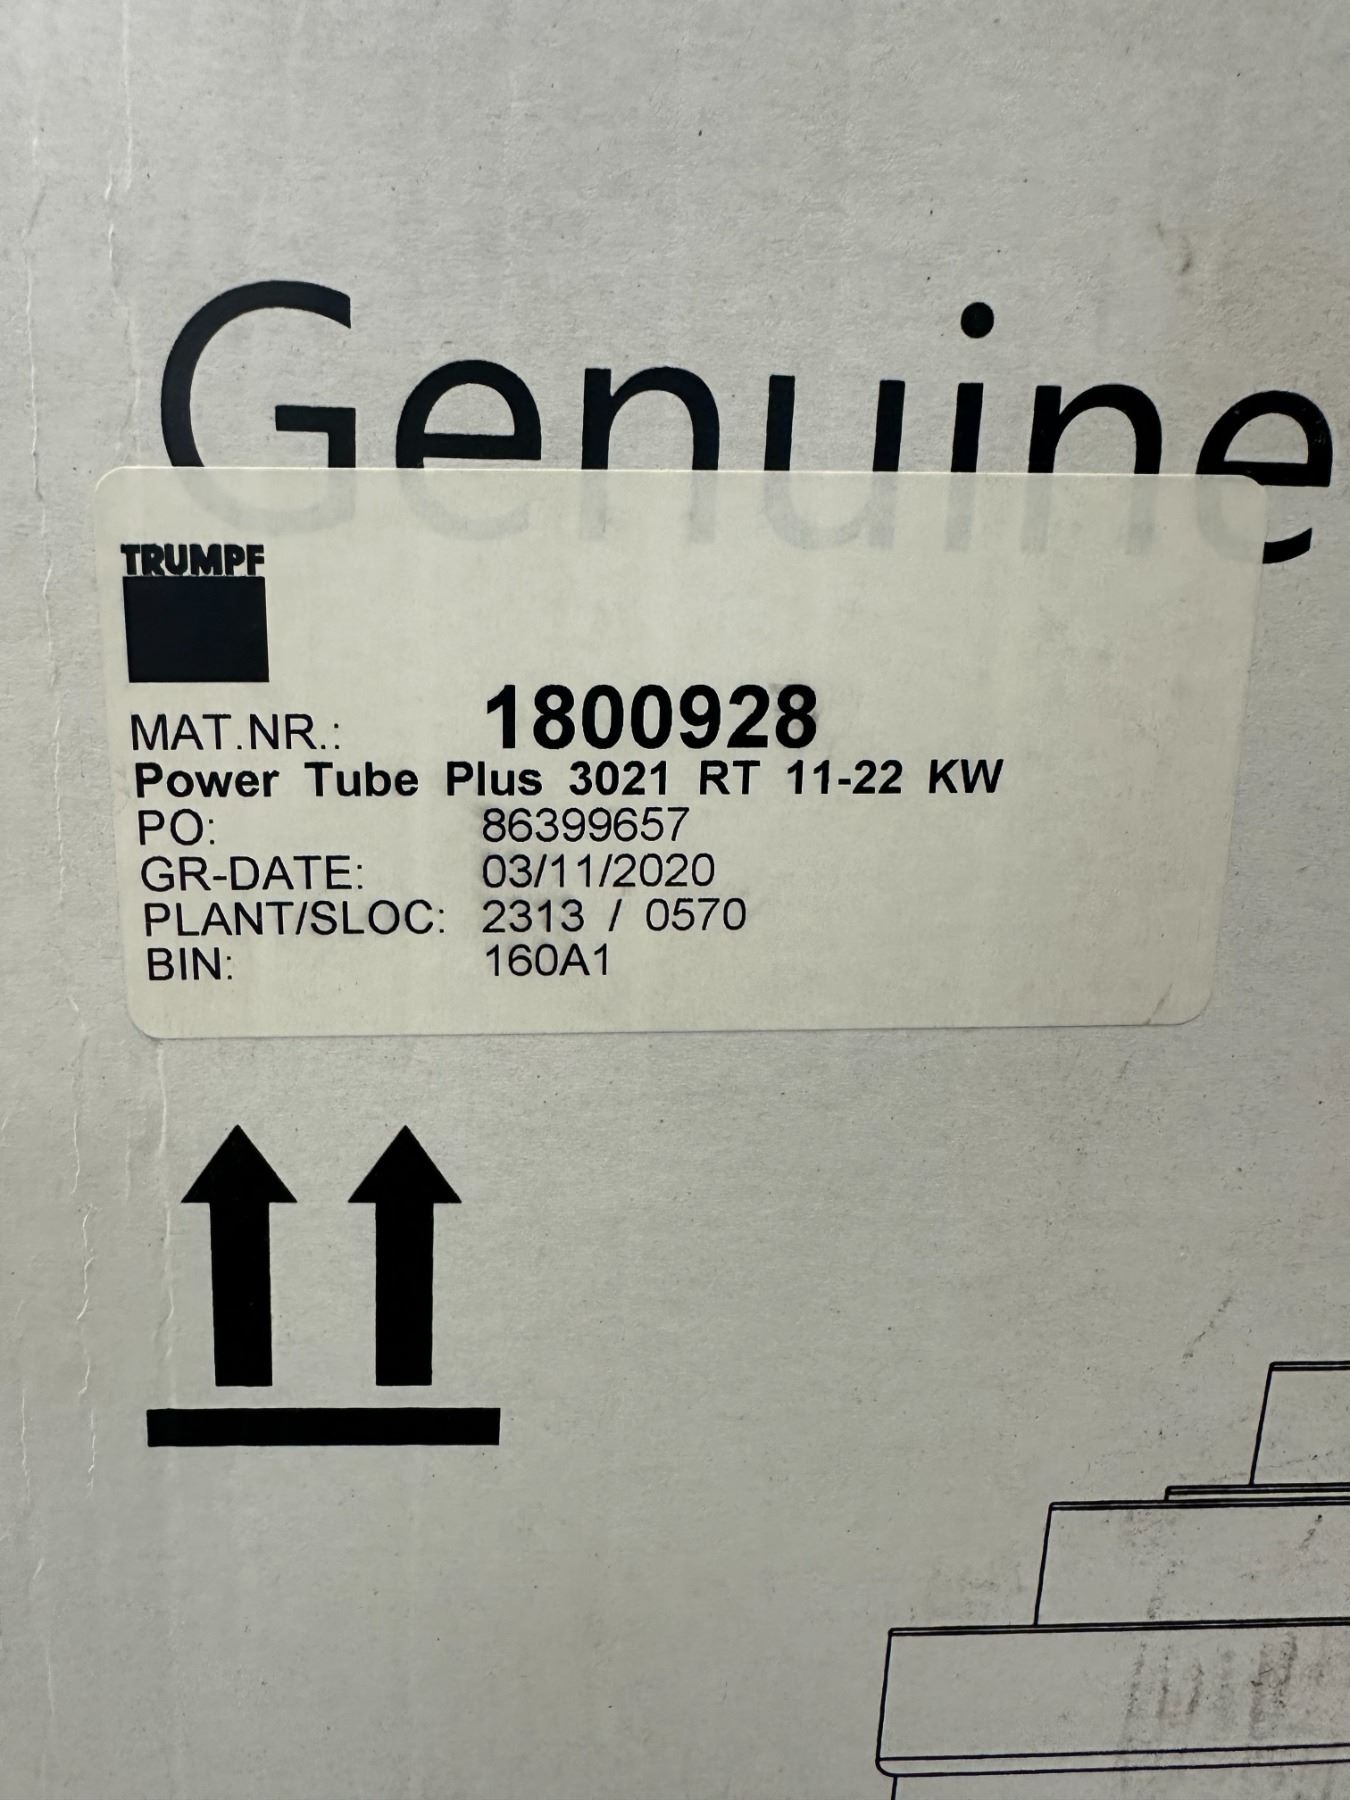 Genuine
TRUMPF
MAT.NR.: 1800928
Power Tube Plus 3021 RT 11-22 KW
PO: 86399657
GR-DATE: 03/11/2020
PLANT/SLOC: 2313 / 0570
BIN: 160A1